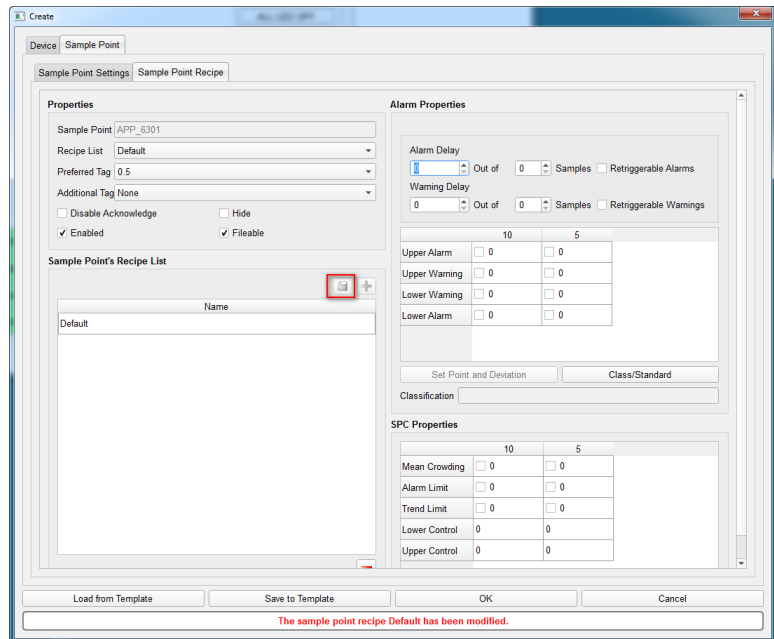 Create
ALL LED OFF
Device Sample Point
Sample Point Settings Sample Point Recipe
Properties
Sample Point APP_6301
Recipe List Default
Preferred Tag 0.5
Additional Tag None
Disable Acknowledge Hide
Enabled Fileable
Sample Point's Recipe List
Name
Default
Alarm Properties
Alarm Delay
0 Out of 0 Samples Retriggerable Alarms
Warning Delay
0 Out of 0 Samples Retriggerable Warnings
10 5
Upper Alarm 0 0
Upper Warning 0 0
Lower Warning 0 0
Lower Alarm 0 0
Set Point and Deviation Class/Standard
Classification
SPC Properties
10 5
Mean Crowding 0 0
Alarm Limit 0 0
Trend Limit 0 0
Lower Control 0 0
Upper Control 0 0
Load from Template Save to Template OK Cancel
The sample point recipe Default has been modified.